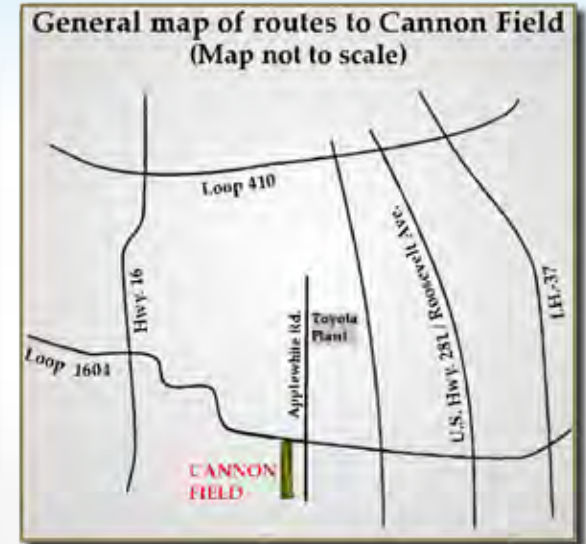 General map of routes to Cannon Field
(Map not to scale)
Loop 410
Hwy. 16
U.S. Hwy. 281 / Roosevelt Ave.
I.H.-37
Applewhite Rd.
Toyota
Plant
Loop 1604
CANNON
FIELD